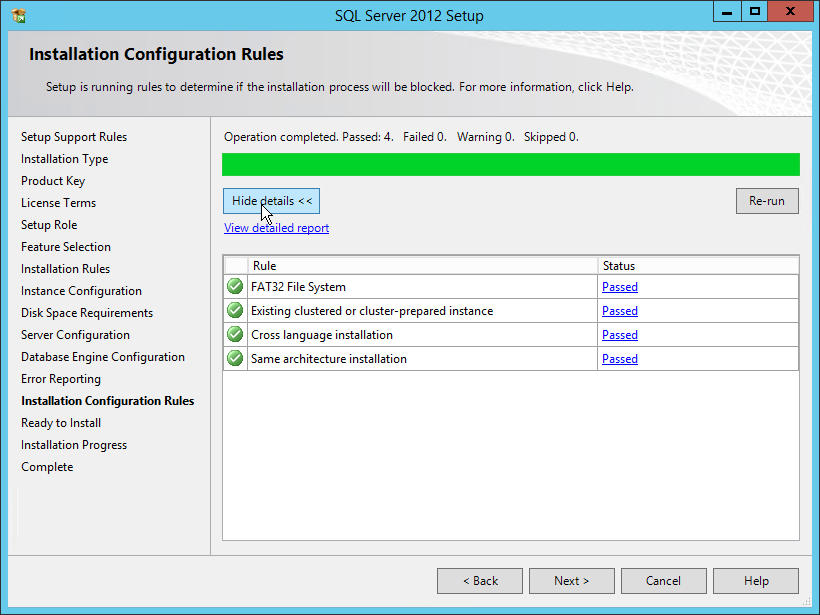 SQL Server 2012 Setup
Installation Configuration Rules
Setup is running rules to determine if the installation process will be blocked. For more information, click Help.
Setup Support Rules
Installation Type
Product Key
License Terms
Setup Role
Feature Selection
Installation Rules
Instance Configuration
Disk Space Requirements
Server Configuration
Database Engine Configuration
Error Reporting
Installation Configuration Rules
Ready to Install
Installation Progress
Complete
Operation completed. Passed: 4. Failed 0. Warning 0. Skipped 0.
Hide details <<
Re-run
View detailed report
Rule Status
FAT32 File System Passed
Existing clustered or cluster-prepared instance Passed
Cross language installation Passed
Same architecture installation Passed
< Back Next > Cancel Help